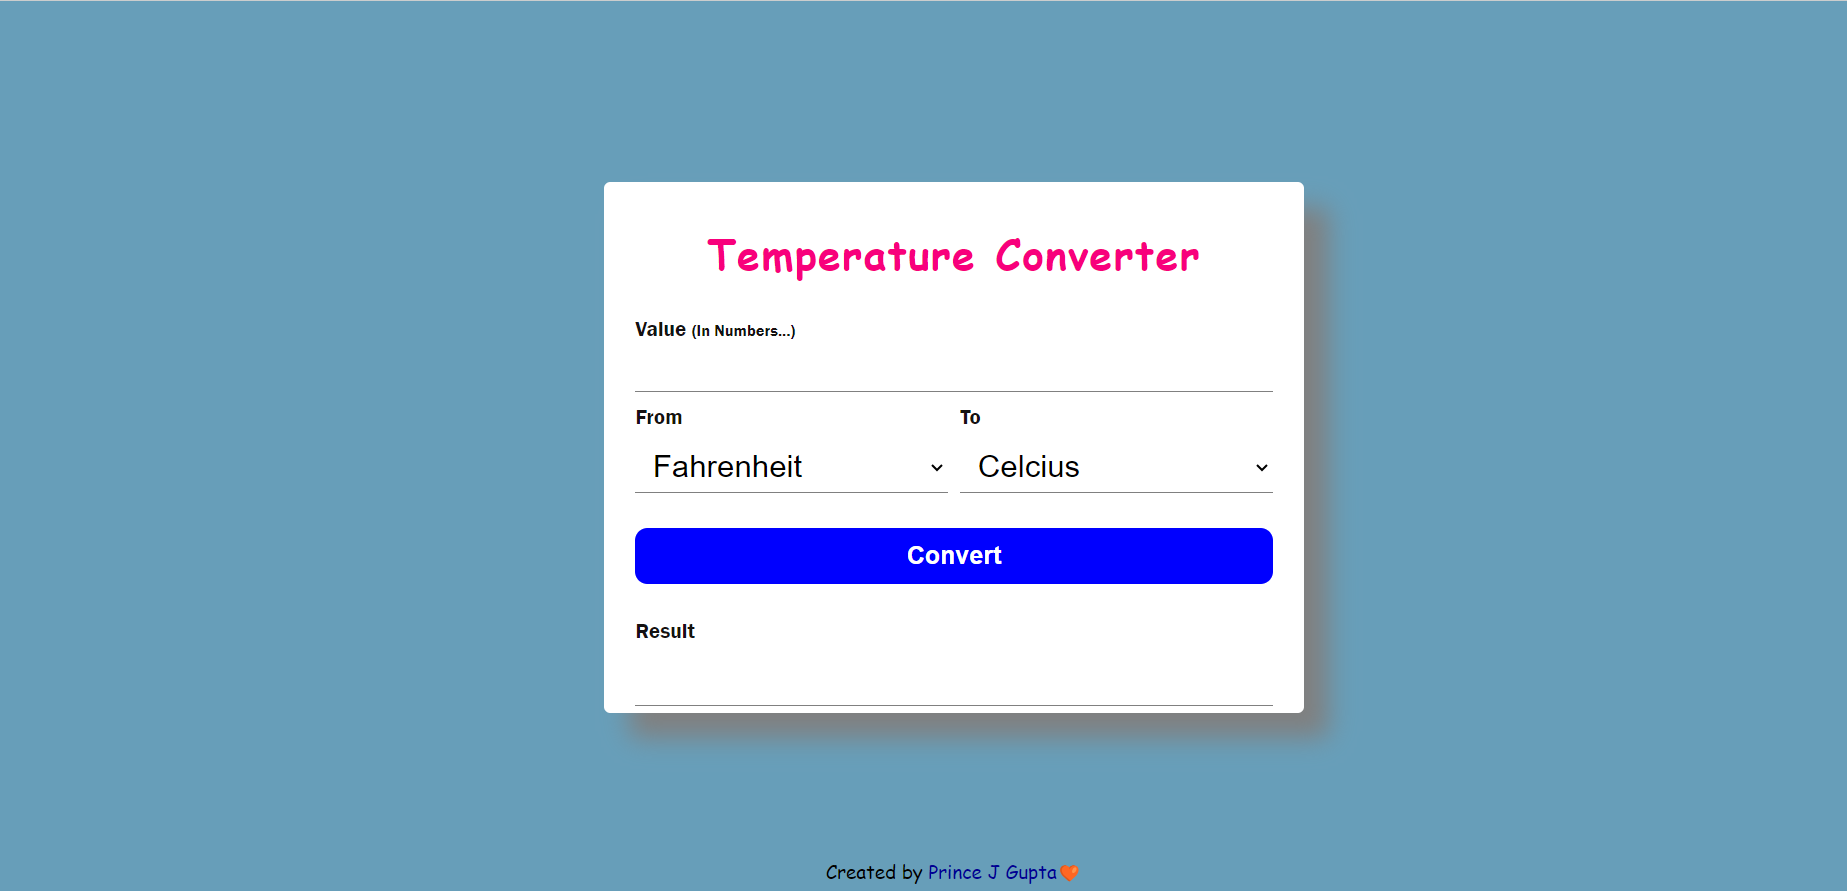 Temperature Converter
Value (In Numbers...)
From To
Fahrenheit Celcius
Convert
Result
Created by Prince J Gupta🧡